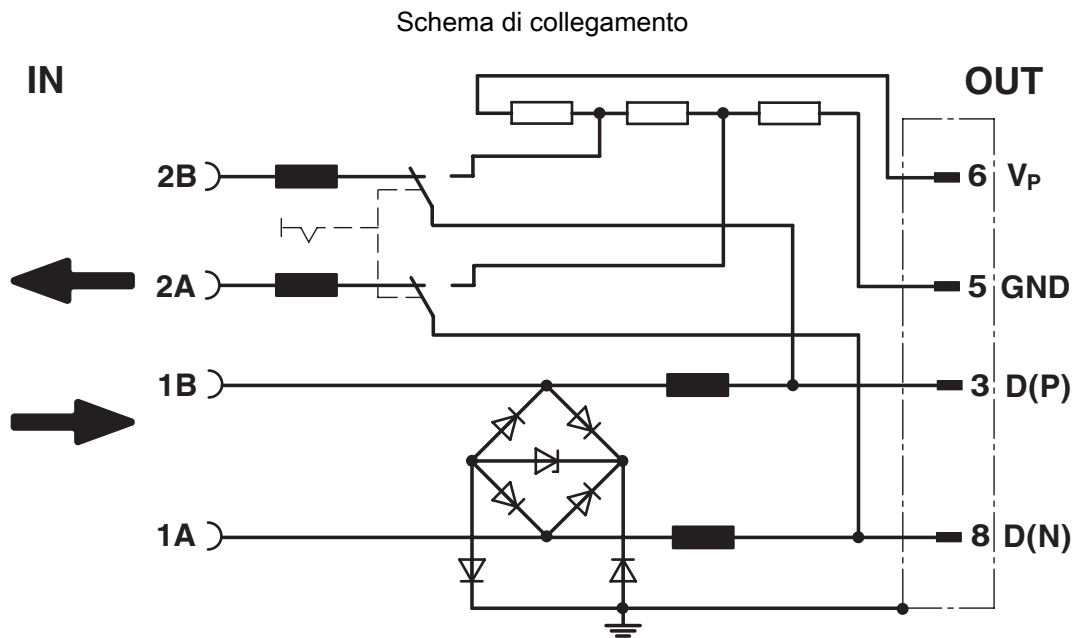 Schema di collegamento
IN
OUT
2B
6 VP
2A
5 GND
1B
3 D(P)
1A
8 D(N)